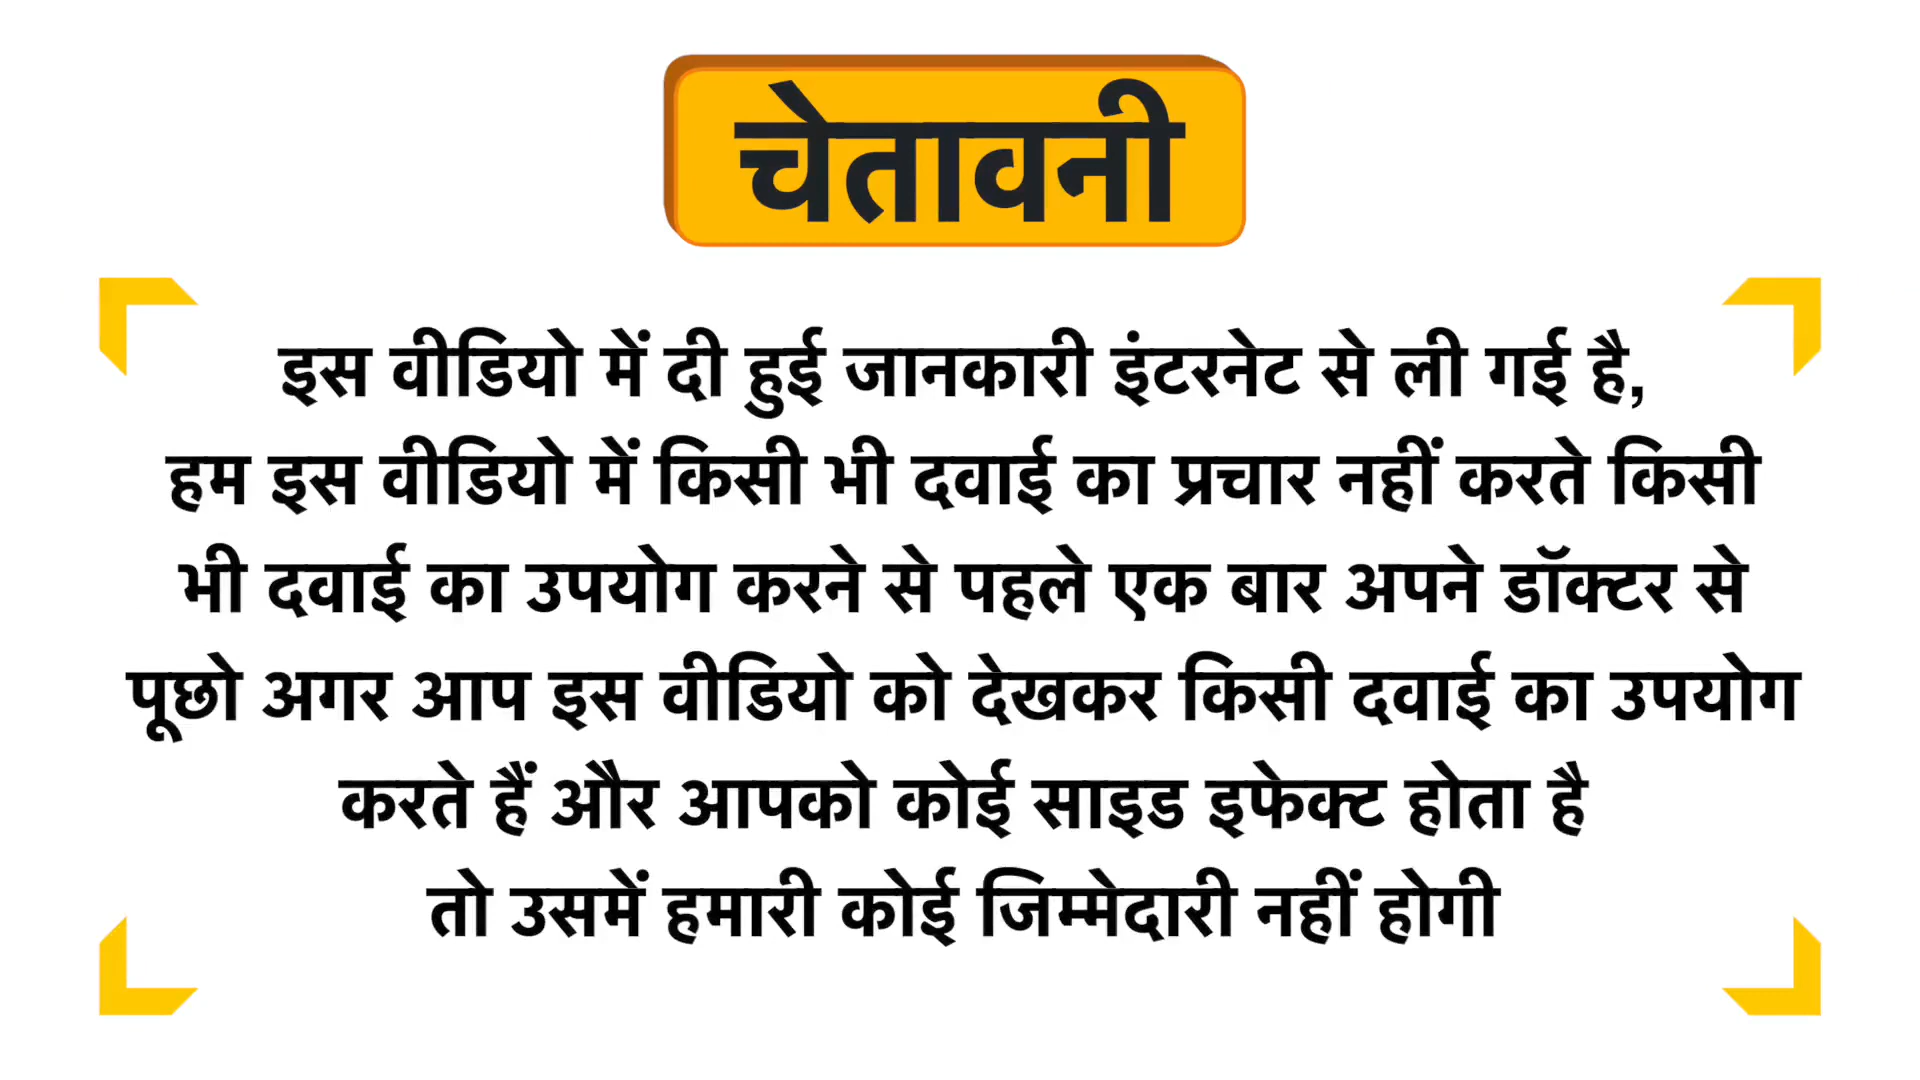 चेतावनी
इस वीडियो में दी हुई जानकारी इंटरनेट से ली गई है,
हम इस वीडियो में किसी भी दवाई का प्रचार नहीं करते किसी
भी दवाई का उपयोग करने से पहले एक बार अपने डॉक्टर से
पूछो अगर आप इस वीडियो को देखकर किसी दवाई का उपयोग
करते हैं और आपको कोई साइड इफेक्ट होता है
तो उसमें हमारी कोई जिम्मेदारी नहीं होगी